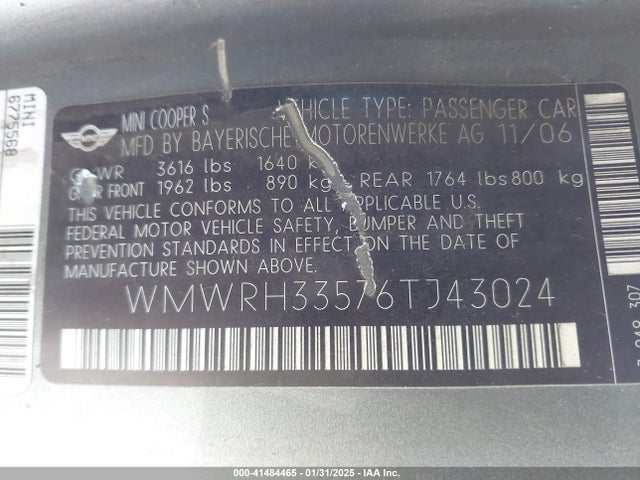 MINI COOPER S VEHICLE TYPE: PASSENGER CAR
MFD BY BAYERISCHE MOTORENWERKE AG 11/06
3616 lbs 1640
FRONT 1962 lbs 890 kg REAR 1764 lbs 800 kg
THIS VEHICLE CONFORMS TO ALL APPLICABLE U.S.
FEDERAL MOTOR VEHICLE SAFETY, BUMPER AND THEFT
PREVENTION STANDARDS IN EFFECT ON THE DATE OF
MANUFACTURE SHOWN ABOVE.
WMWRH33576TJ43024
MINI
6775568
000-41484465 - 01/31/2025 - IAA Inc.